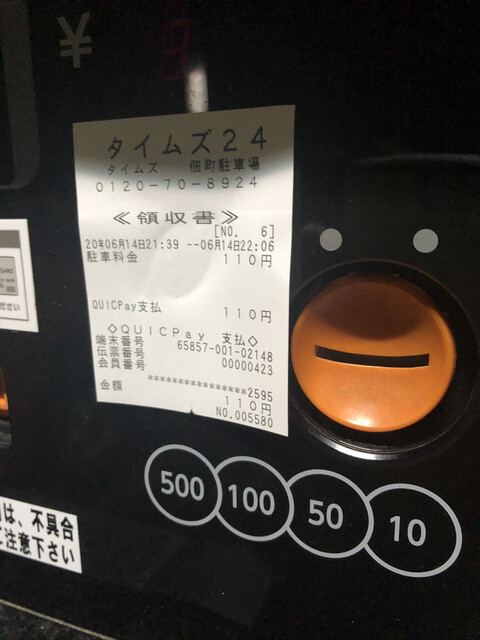 ¥
タイムズ24
タイムズ 佃町駐車場
0120-70-8924
≪領収書≫
[NO. 6]
20年06月14日21:39 --06月14日22:06
駐車料金 110円
QUICPay支払 110円
◇QUICPay 支払◇
端末番号 65857-001-02148
伝票番号 00000423
会員番号
****************2595
金額 110円
NO.005580
CARD
ださい
500 100 50 10
は、不具合
ご注意下さい